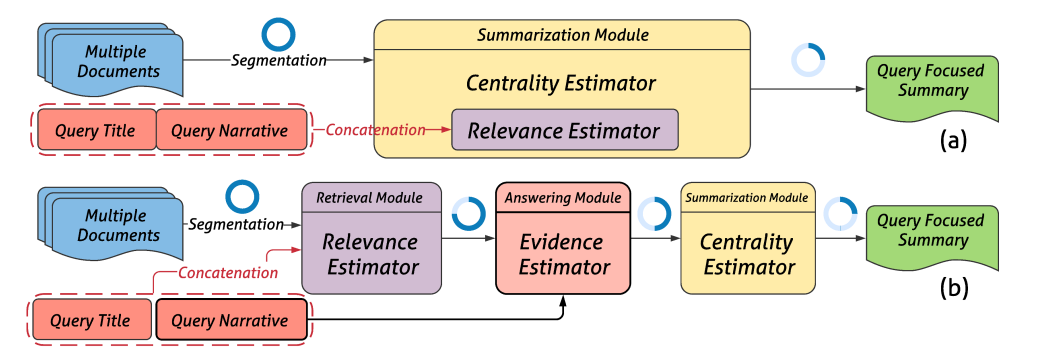 Multiple
Documents
Segmentation
Summarization Module
Centrality Estimator
Relevance Estimator
Query Title
Query Narrative
Concatenation
Query Focused
Summary
(a)
Multiple
Documents
Segmentation
Retrieval Module
Relevance
Estimator
Answering Module
Evidence
Estimator
Summarization Module
Centrality
Estimator
Query Focused
Summary
Concatenation
Query Title
Query Narrative
(b)